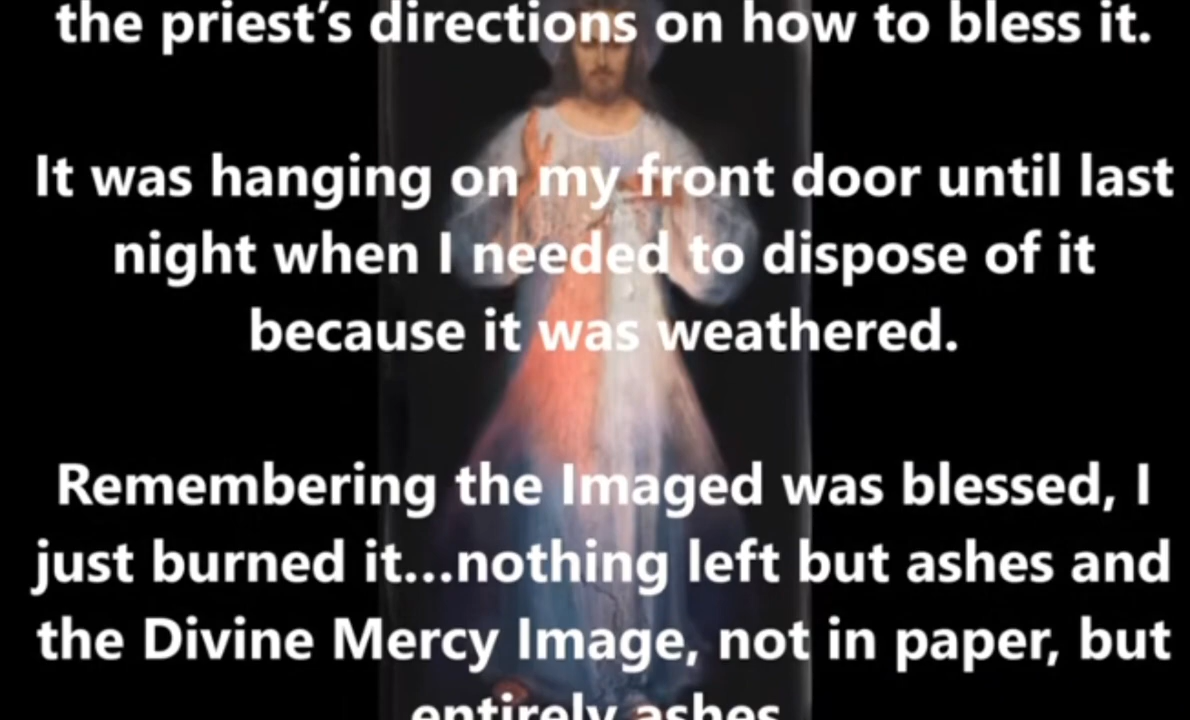 the priest’s directions on how to bless it.
It was hanging on my front door until last
night when I needed to dispose of it
because it was weathered.
Remembering the Imaged was blessed, I
just burned it...nothing left but ashes and
the Divine Mercy Image, not in paper, but
entirely ashes